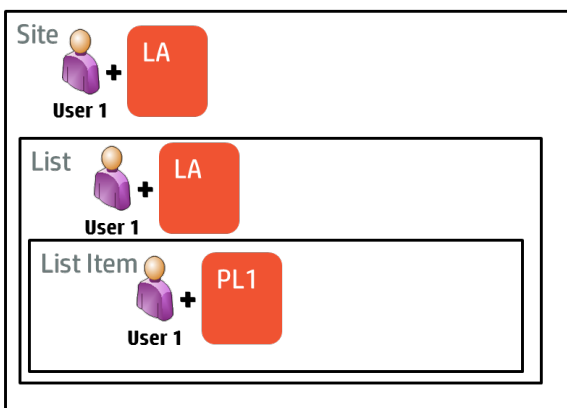 Site
+ LA
User 1
List
+ LA
User 1
List Item
+ PL1
User 1